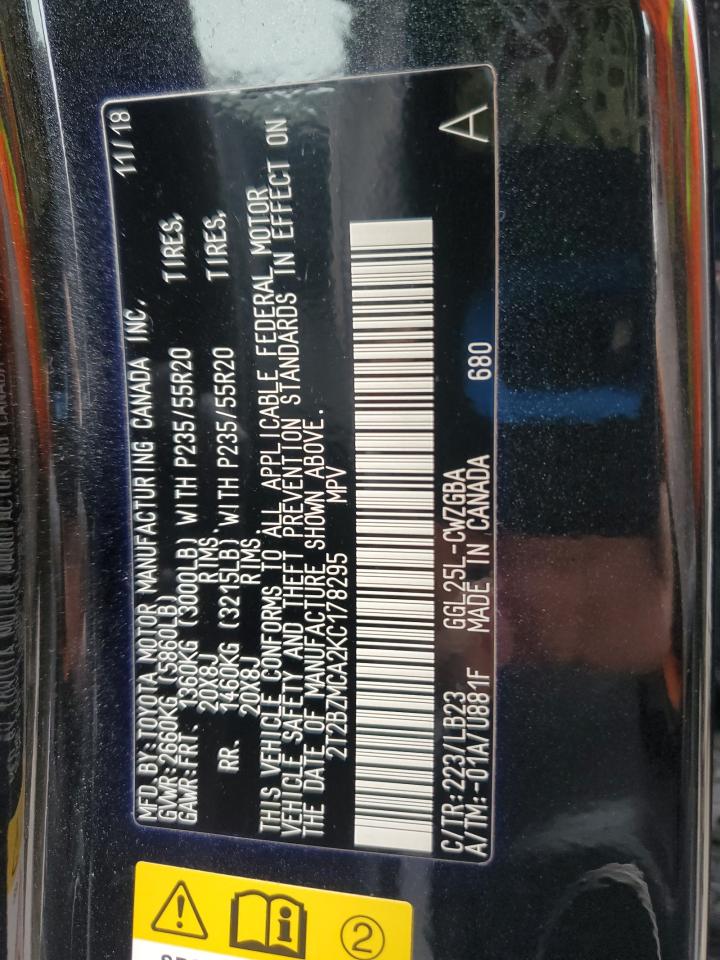 MFD. BY: TOYOTA MOTOR MANUFACTURING CANADA INC. 11/18
GVWR: 2660KG (5860LB)
GAWR: FRT. 1360KG (3000LB) WITH P235/55R20 TIRES,
20X8J RIMS,
RR. 1460KG (3215LB) WITH P235/55R20 TIRES,
20X8J RIMS
THIS VEHICLE CONFORMS TO ALL APPLICABLE FEDERAL MOTOR
VEHICLE SAFETY AND THEFT PREVENTION STANDARDS IN EFFECT ON
THE DATE OF MANUFACTURE SHOWN ABOVE.
2T2BZMCA2KC178295 MPV
C/TR: 223/LB23 GGL25L-CWZGBA A
A/TM: -01A/U881F MADE IN CANADA 680
2